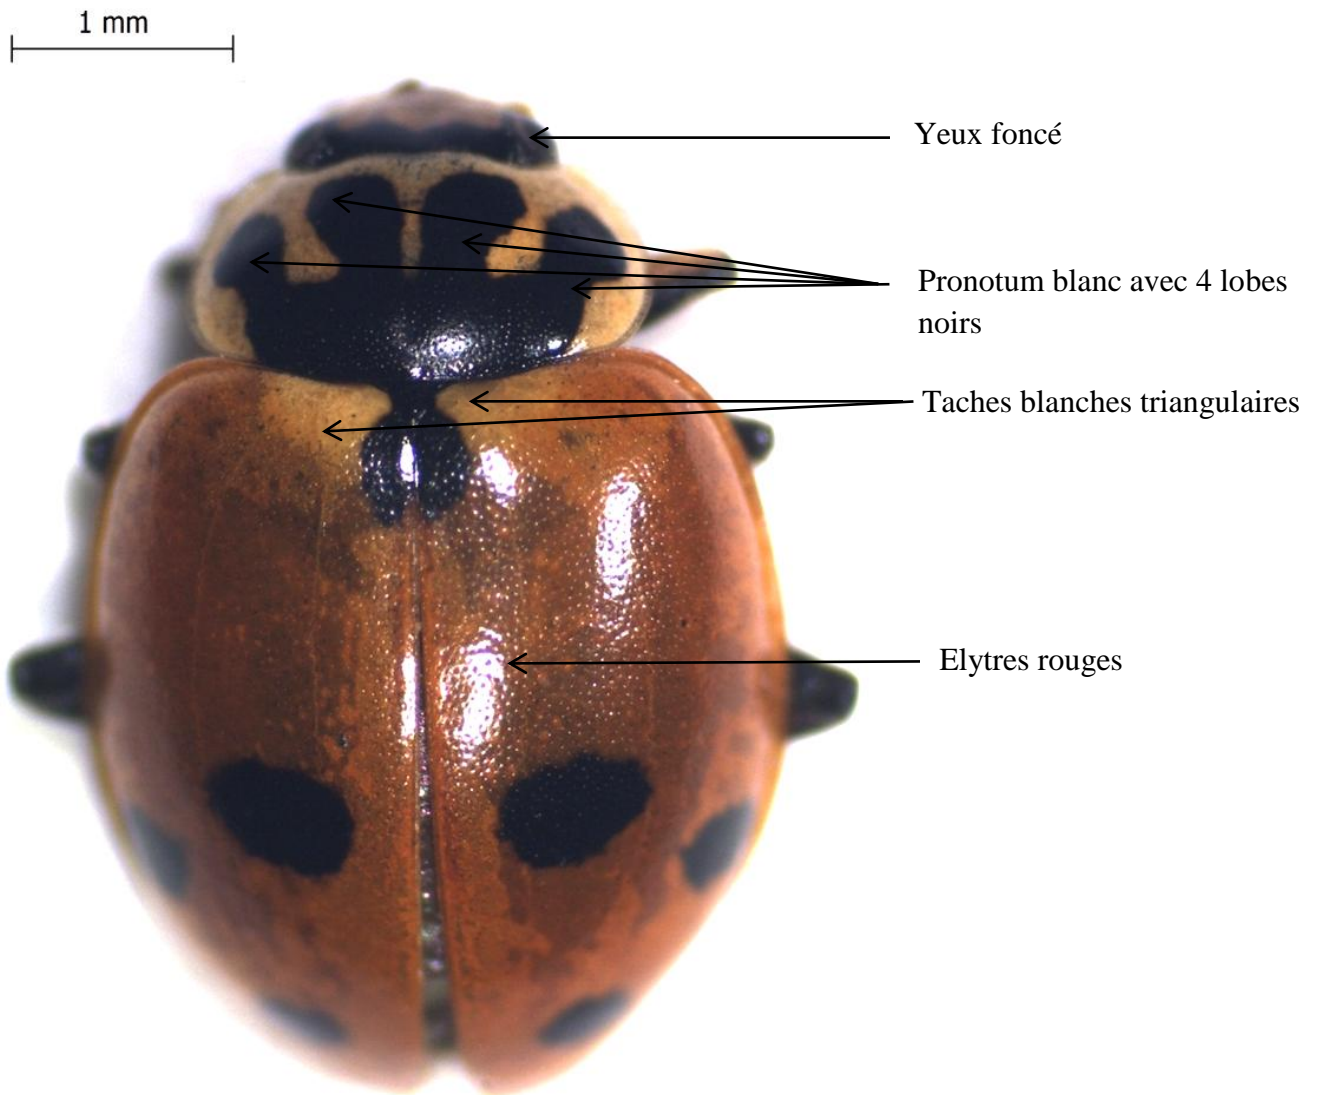 1 mm
Yeux foncé
Pronotum blanc avec 4 lobes
noirs
Taches blanches triangulaires
Elytres rouges